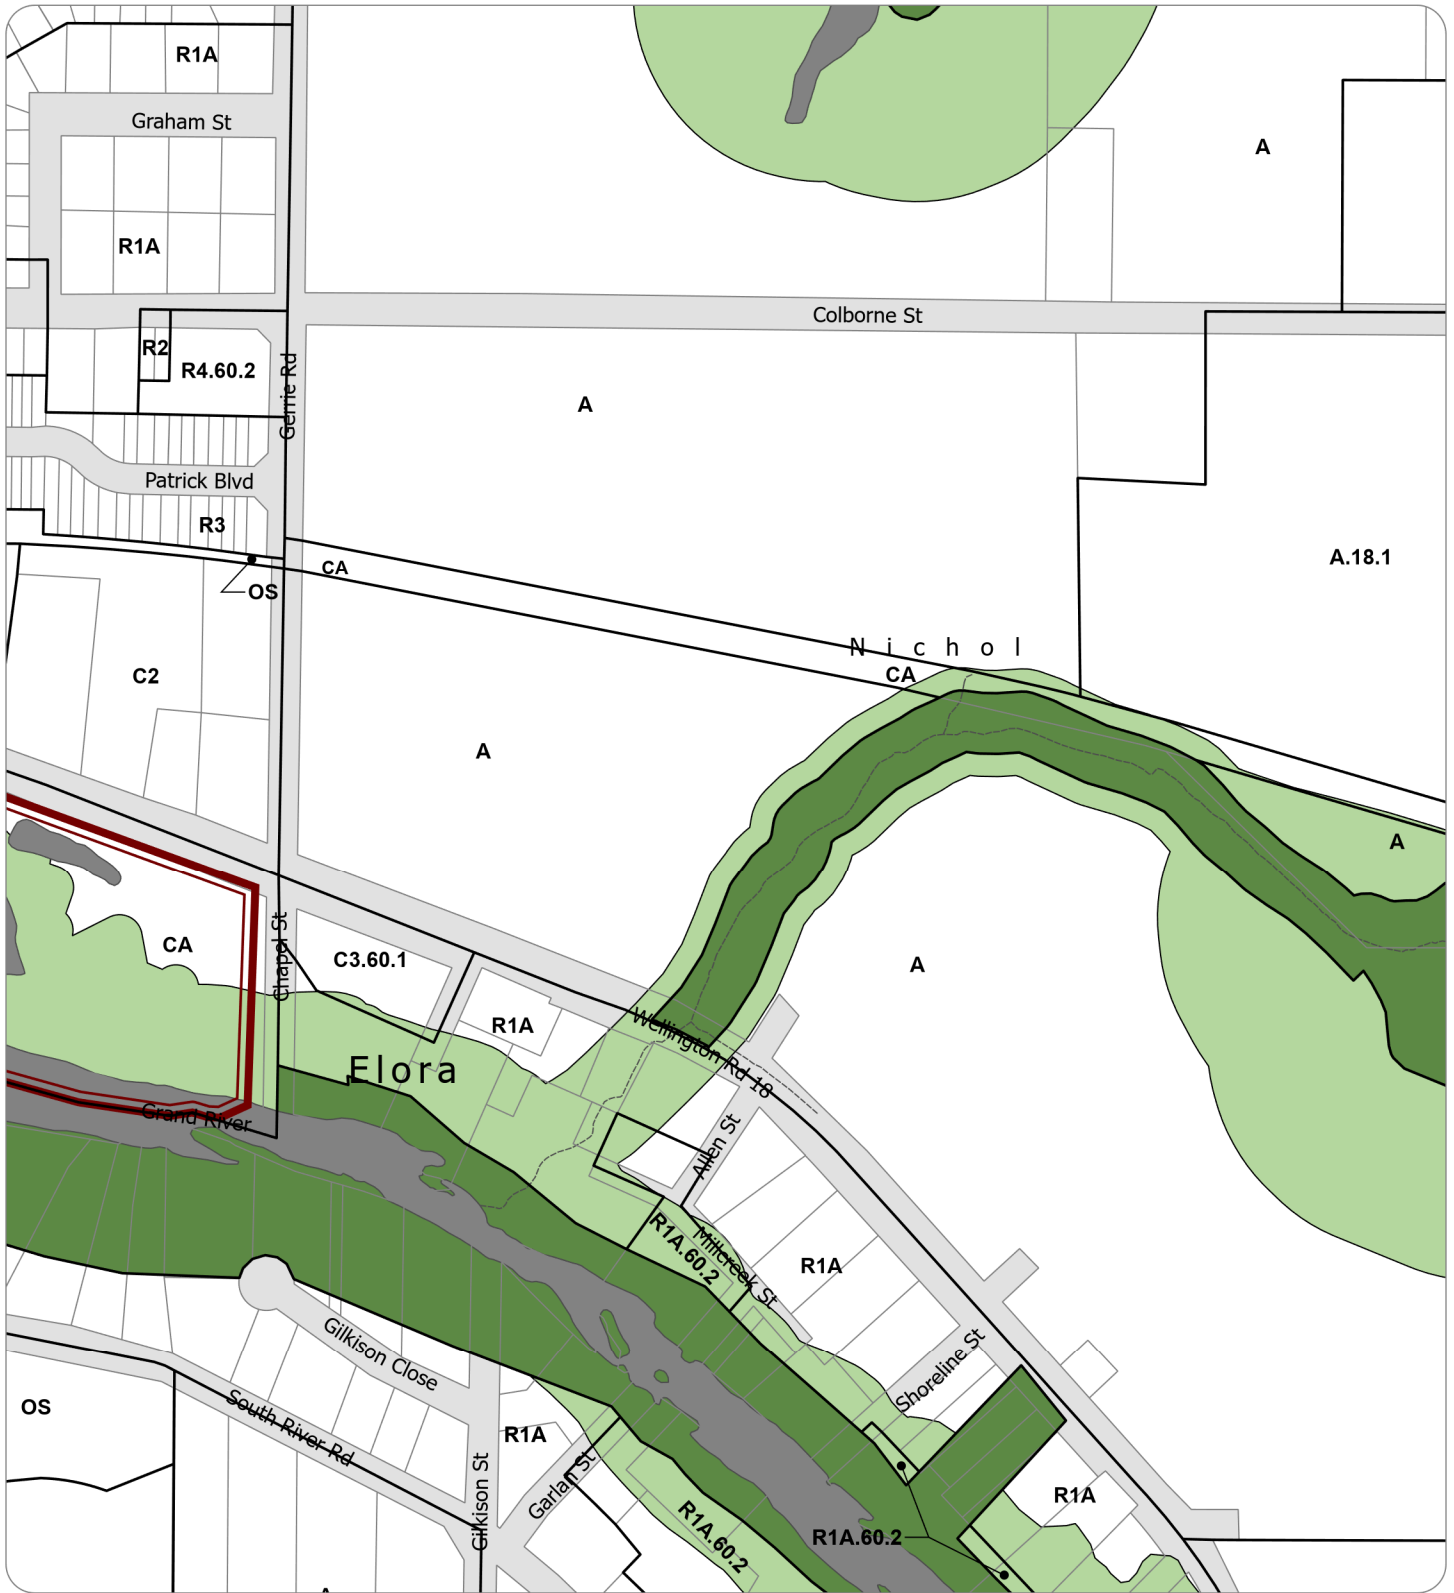 R1A
Graham St
A
R1A
Colborne St
R2
R4.60.2
Gerrie Rd
A
Patrick Blvd
R3
A.18.1
CA
OS
Nichol
CA
C2
A
A
CA
Chapel St
C3.60.1
A
R1A
Wellington Rd 18
Elora
Grand River
Allen St
R1A.60.2
Millcreek St
R1A
Gilkison Close
Shoreline St
South River Rd
OS
R1A
Gilkison St
Garlan St
R1A
R1A.60.2
R1A.60.2